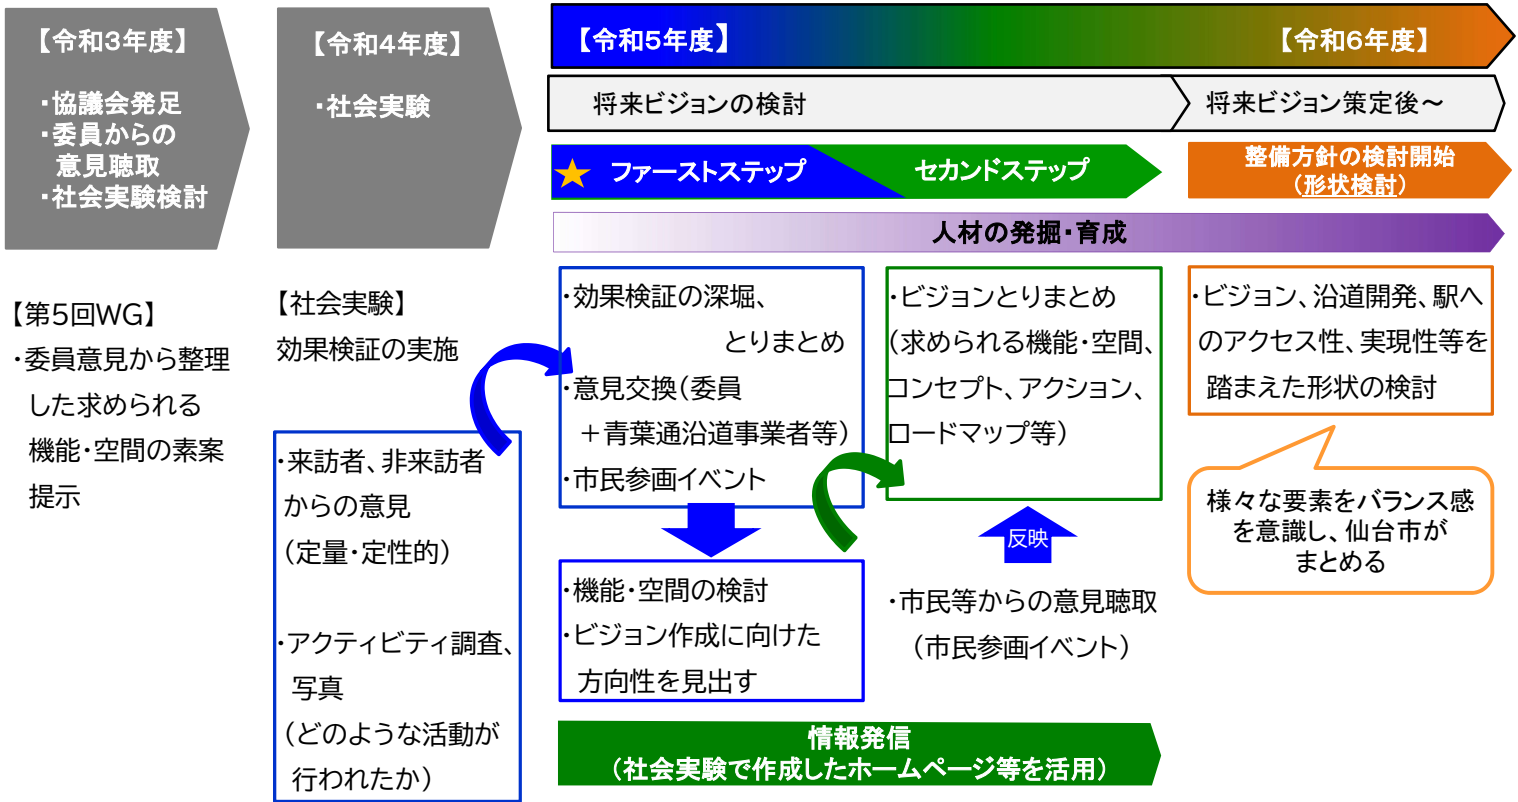 【令和3年度】
・協議会発足
・委員からの
意見聴取
・社会実験検討
【令和4年度】
・社会実験
【令和5年度】
【令和6年度】
将来ビジョンの検討
将来ビジョン策定後～
ファーストステップ
セカンドステップ
整備方針の検討開始
（形状検討）
人材の発掘・育成
【第5回WG】
・委員意見から整理
した求められる
機能・空間の素案
提示
【社会実験】
効果検証の実施
・来訪者、非来訪者
からの意見
（定量・定性的）
・アクティビティ調査、
写真
（どのような活動が
行われたか）
・効果検証の深堀、
とりまとめ
・意見交換（委員
＋青葉通沿道事業者等）
・市民参画イベント
・機能・空間の検討
・ビジョン作成に向けた
方向性を見出す
・ビジョンとりまとめ
（求められる機能・空間、
コンセプト、アクション、
ロードマップ等）
反映
・市民等からの意見聴取
（市民参画イベント）
・ビジョン、沿道開発、駅へ
のアクセス性、実現性等を
踏まえた形状の検討
様々な要素をバランス感
を意識し、仙台市が
まとめる
情報発信
（社会実験で作成したホームページ等を活用）